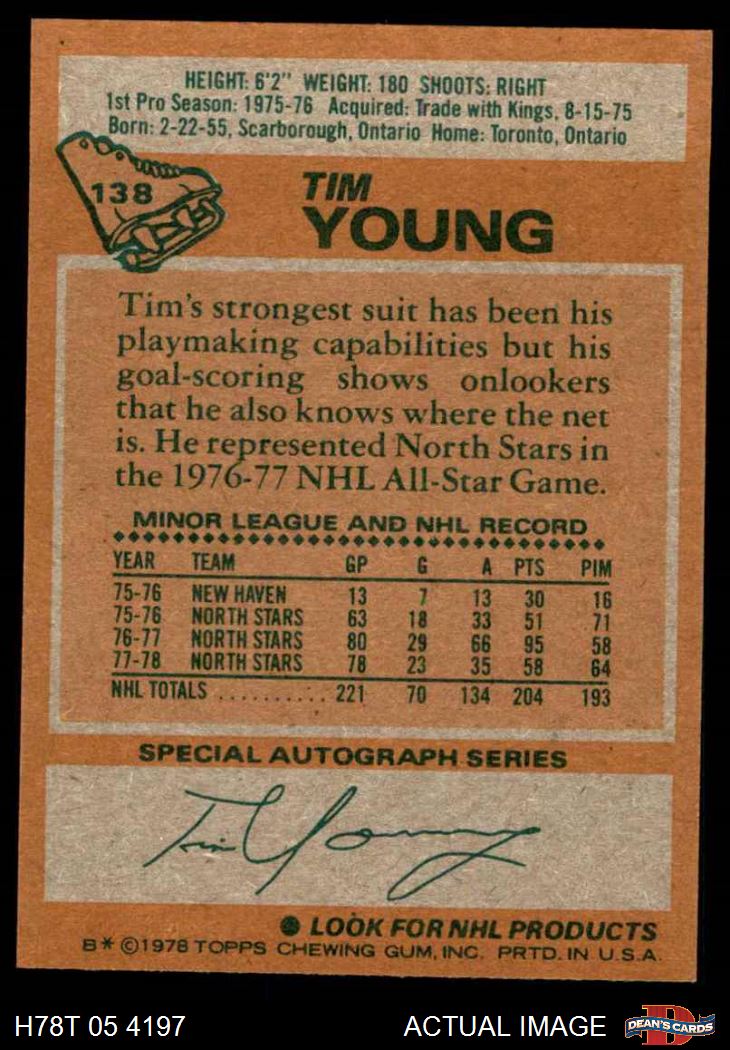 HEIGHT: 6'2" WEIGHT: 180 SHOOTS: RIGHT
1st Pro Season: 1975-76 Acquired: Trade with Kings, 8-15-75
Born: 2-22-55, Scarborough, Ontario Home: Toronto, Ontario
138
TIM
YOUNG
Tim's strongest suit has been his
playmaking capabilities but his
goal-scoring shows onlookers
that he also knows where the net
is. He represented North Stars in
the 1976-77 NHL All-Star Game.
MINOR LEAGUE AND NHL RECORD
YEAR TEAM GP G A PTS PIM
75-76 NEW HAVEN 13 7 13 30 16
75-76 NORTH STARS 63 18 33 51 71
76-77 NORTH STARS 80 29 66 95 58
77-78 NORTH STARS 78 23 35 58 64
NHL TOTALS .......... 221 70 134 204 193
SPECIAL AUTOGRAPH SERIES
Tim Young
● LOOK FOR NHL PRODUCTS
B* ©1978 TOPPS CHEWING GUM, INC. PRTD. IN U.S.A.
H78T 05 4197 ACTUAL IMAGE
D
DEAN'S CARDS